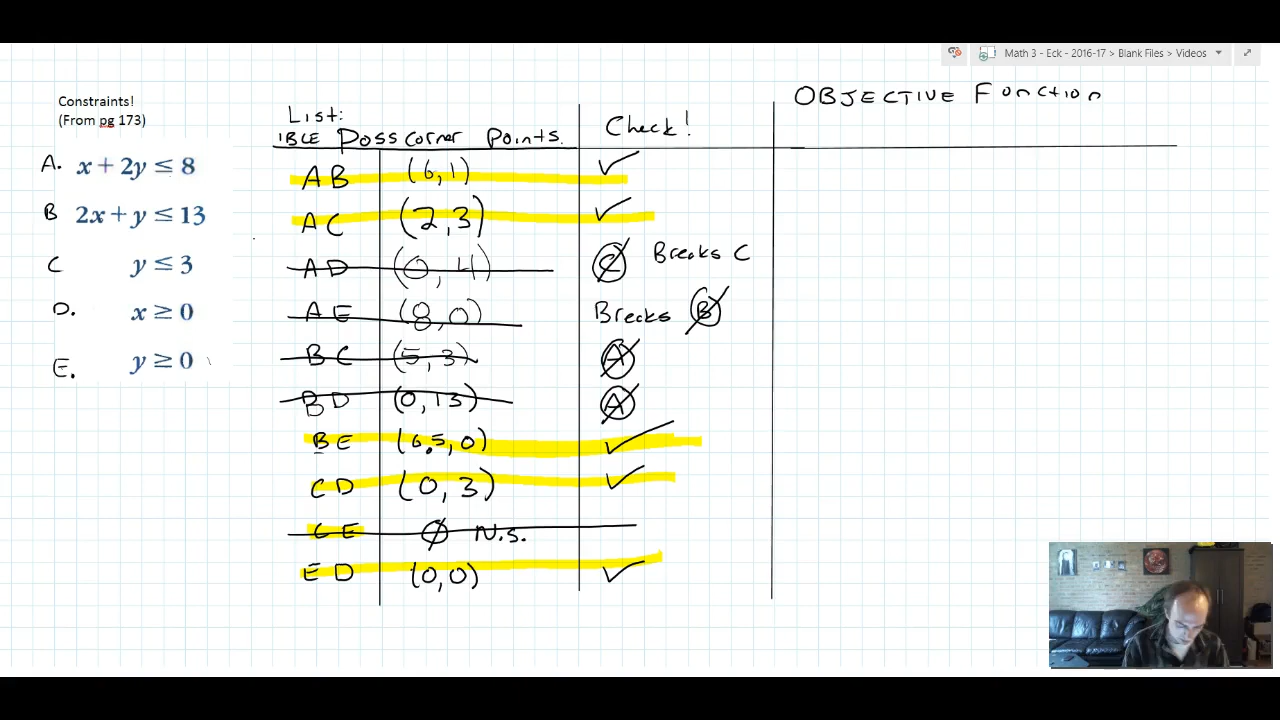 Math 3 - Eck - 2016-17 > Blank Files > Videos
Constraints!
(From pg 173)
A. x + 2y ≤ 8
B 2x + y ≤ 13
C y ≤ 3
D. x ≥ 0
E. y ≥ 0
List:
IBLE Poss corner Points.
Check!
OBJECTIVE Function
AB (6,1) ✓
AC (2,3) ✓
AD (0,4) C Breaks C
AE (8,0) Breaks B
BC (5,3) A
BD (0,13) A
BE (6.5,0) ✓
CD (0,3) ✓
CE ∅ N.s.
ED (0,0) ✓